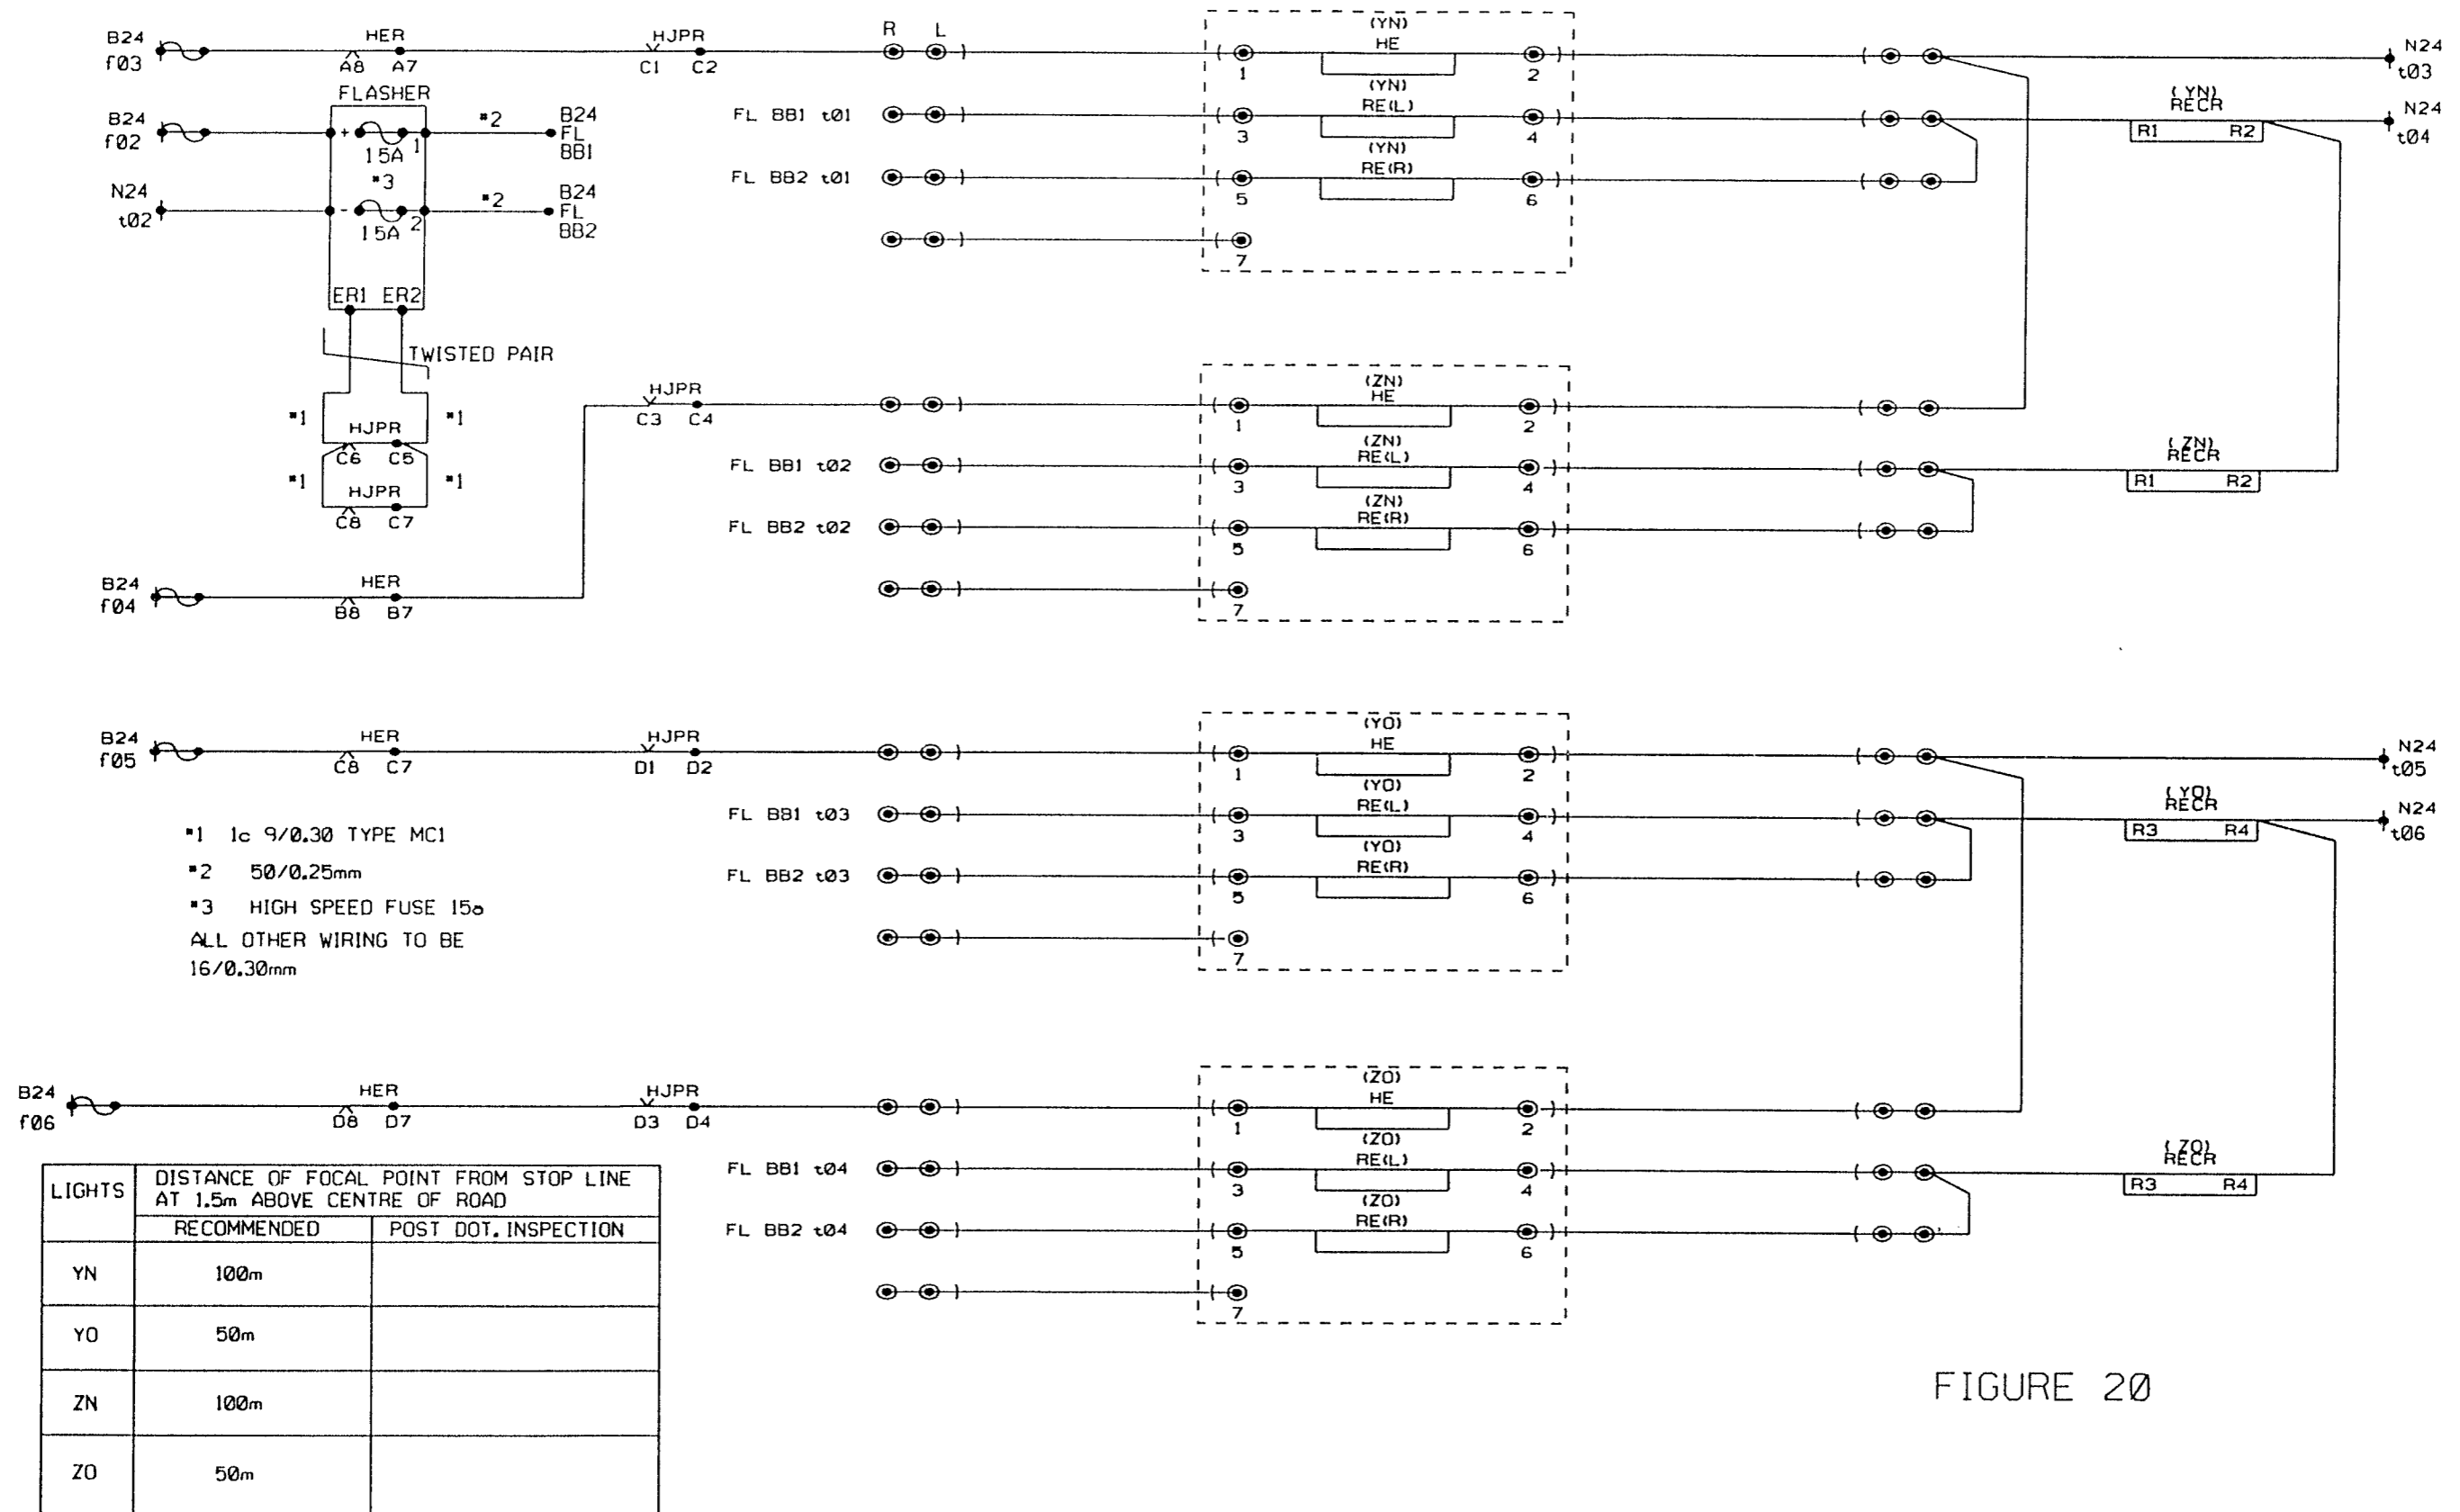 B24 f03 HER A8 A7 HJPR C1 C2 R L (YN) HE 1 2 N24 t03
FLASHER
B24 f02 + 15A 1 *2 B24 FL BB1
*3
N24 t02 - 15A 2 *2 B24 FL BB2
ER1 ER2
TWISTED PAIR
FL BB1 t01 3 (YN) RE(L) 4 (YN) RECR R1 R2 N24 t04
FL BB2 t01 5 (YN) RE(R) 6
7
*1 HJPR *1
C6 C5
*1 HJPR *1
C8 C7
HJPR C3 C4 1 (ZN) HE 2
FL BB1 t02 3 (ZN) RE(L) 4 (ZN) RECR R1 R2
FL BB2 t02 5 (ZN) RE(R) 6
7
B24 f04 HER B8 B7
B24 f05 HER C8 C7 HJPR D1 D2 1 (YO) HE 2 N24 t05
FL BB1 t03 3 (YO) RE(L) 4 (YO) RECR R3 R4 N24 t06
FL BB2 t03 5 (YO) RE(R) 6
7
*1 1c 9/0.30 TYPE MC1
*2 50/0.25mm
*3 HIGH SPEED FUSE 15a
ALL OTHER WIRING TO BE
16/0.30mm
B24 f06 HER D8 D7 HJPR D3 D4 1 (ZO) HE 2
FL BB1 t04 3 (ZO) RE(L) 4 (ZO) RECR R3 R4
FL BB2 t04 5 (ZO) RE(R) 6
7
LIGHTS DISTANCE OF FOCAL POINT FROM STOP LINE
AT 1.5m ABOVE CENTRE OF ROAD
RECOMMENDED POST DOT. INSPECTION
YN 100m
YO 50m
ZN 100m
ZO 50m
FIGURE 20